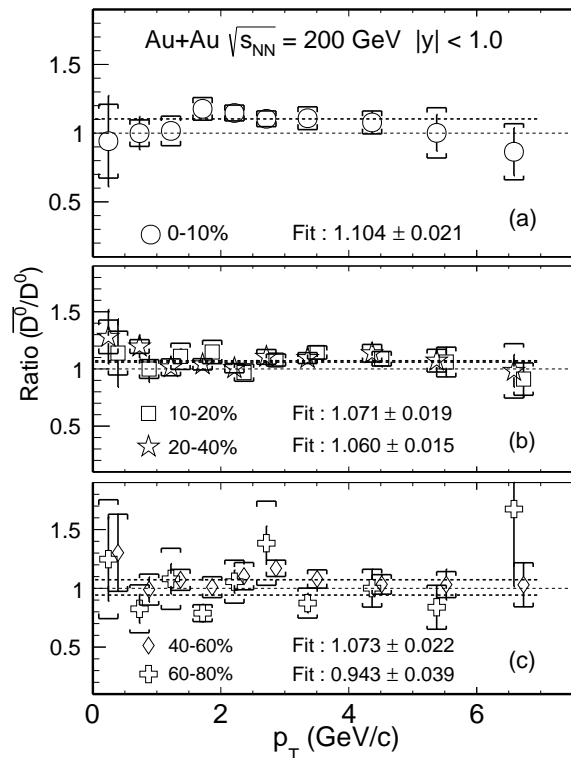 Au+Au √s_NN = 200 GeV |y| < 1.0
1.5
1
0.5
0-10%
Fit : 1.104 ± 0.021
(a)
Ratio (D̅⁰/D⁰)
1.5
1
0.5
10-20%
Fit : 1.071 ± 0.019
20-40%
Fit : 1.060 ± 0.015
(b)
1.5
1
0.5
40-60%
Fit : 1.073 ± 0.022
60-80%
Fit : 0.943 ± 0.039
(c)
0 2 4 6
p_T (GeV/c)